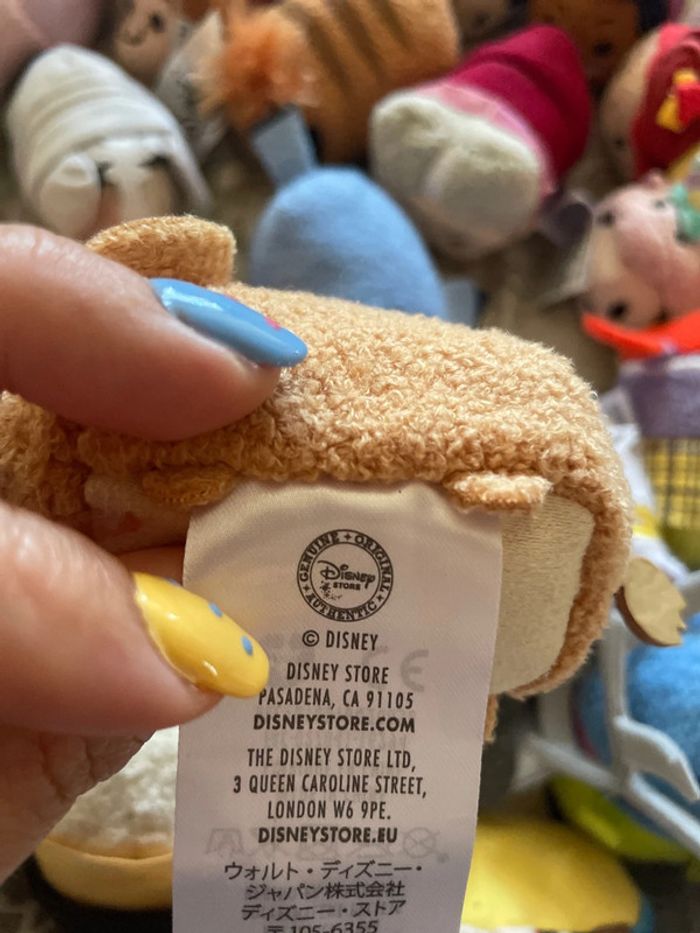 GENUINE • ORIGINAL
DISNEY
STORE
AUTHENTIC
© DISNEY
DISNEY STORE
PASADENA, CA 91105
DISNEYSTORE.COM
THE DISNEY STORE LTD,
3 QUEEN CAROLINE STREET,
LONDON W6 9PE.
DISNEYSTORE.EU
ウォルト・ディズニー・
ジャパン株式会社
ディズニー・ストア
〒105-6355